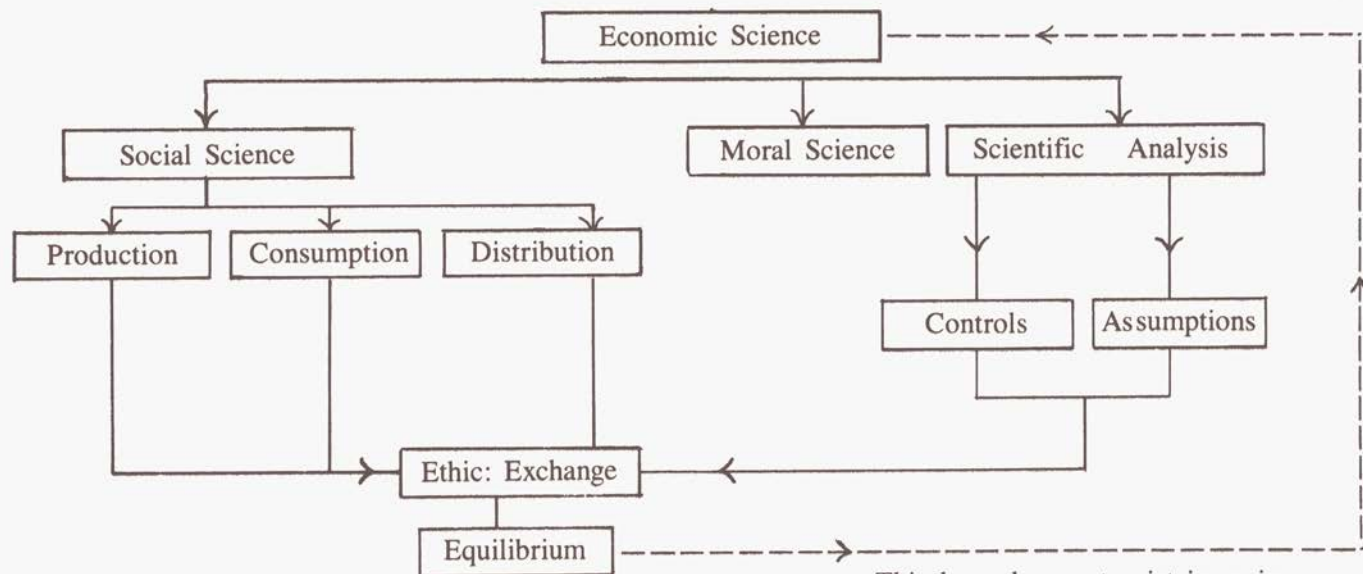 Economic Science
Social Science
Moral Science
Scientific Analysis
Production
Consumption
Distribution
Controls
Assumptions
Ethic: Exchange
Equilibrium